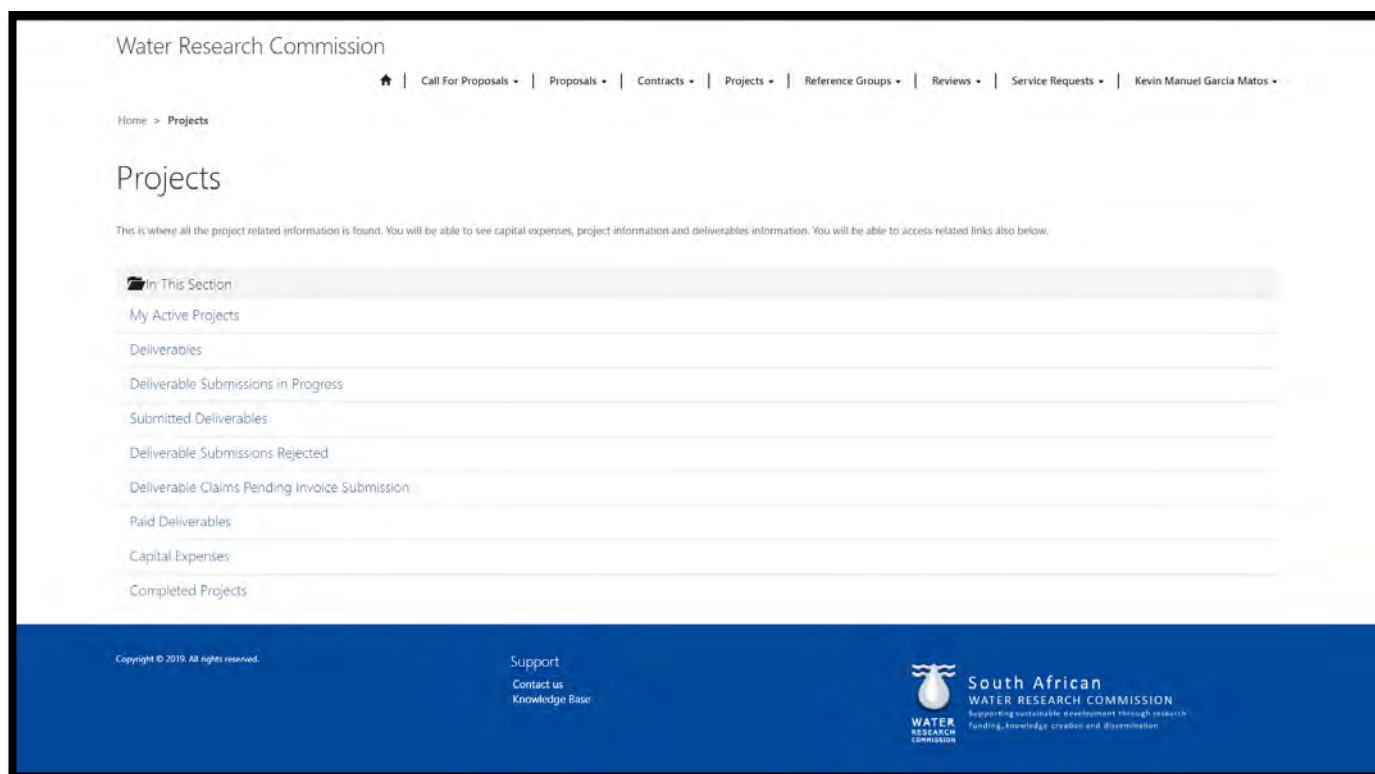 Water Research Commission
Call For Proposals | Proposals | Contracts | Projects | Reference Groups | Reviews | Service Requests | Kevin Manuel Garcia Matos
Home > Projects
Projects
This is where all the project related information is found. You will be able to see capital expenses, project information and deliverables information. You will be able to access related links also below.
In This Section
My Active Projects
Deliverables
Deliverable Submissions in Progress
Submitted Deliverables
Deliverable Submissions Rejected
Deliverable Claims Pending Invoice Submission
Paid Deliverables
Capital Expenses
Completed Projects
Copyright © 2019. All rights reserved.
Support
Contact us
Knowledge Base
WATER
RESEARCH
COMMISSION
South African
WATER RESEARCH COMMISSION
Supporting sustainable development through research
funding, knowledge creation and dissemination